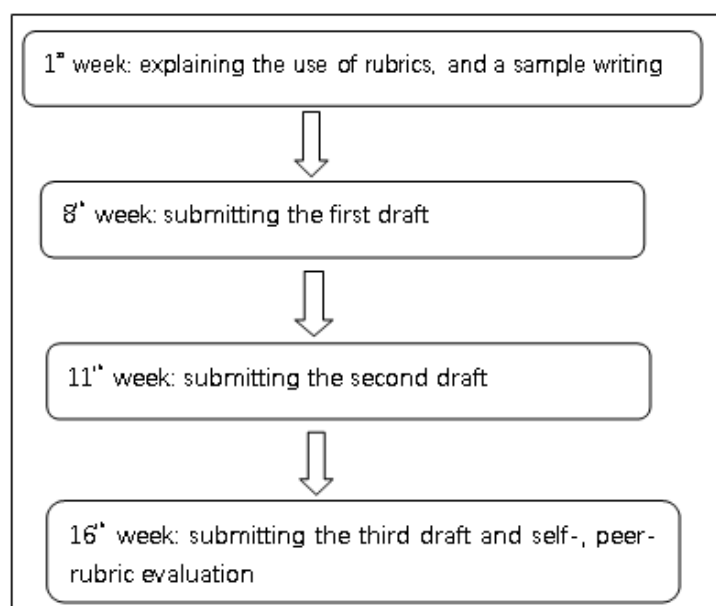 1st week: explaining the use of rubrics, and a sample writing
8th week: submitting the first draft
11th week: submitting the second draft
16th week: submitting the third draft and self-, peer-
rubric evaluation